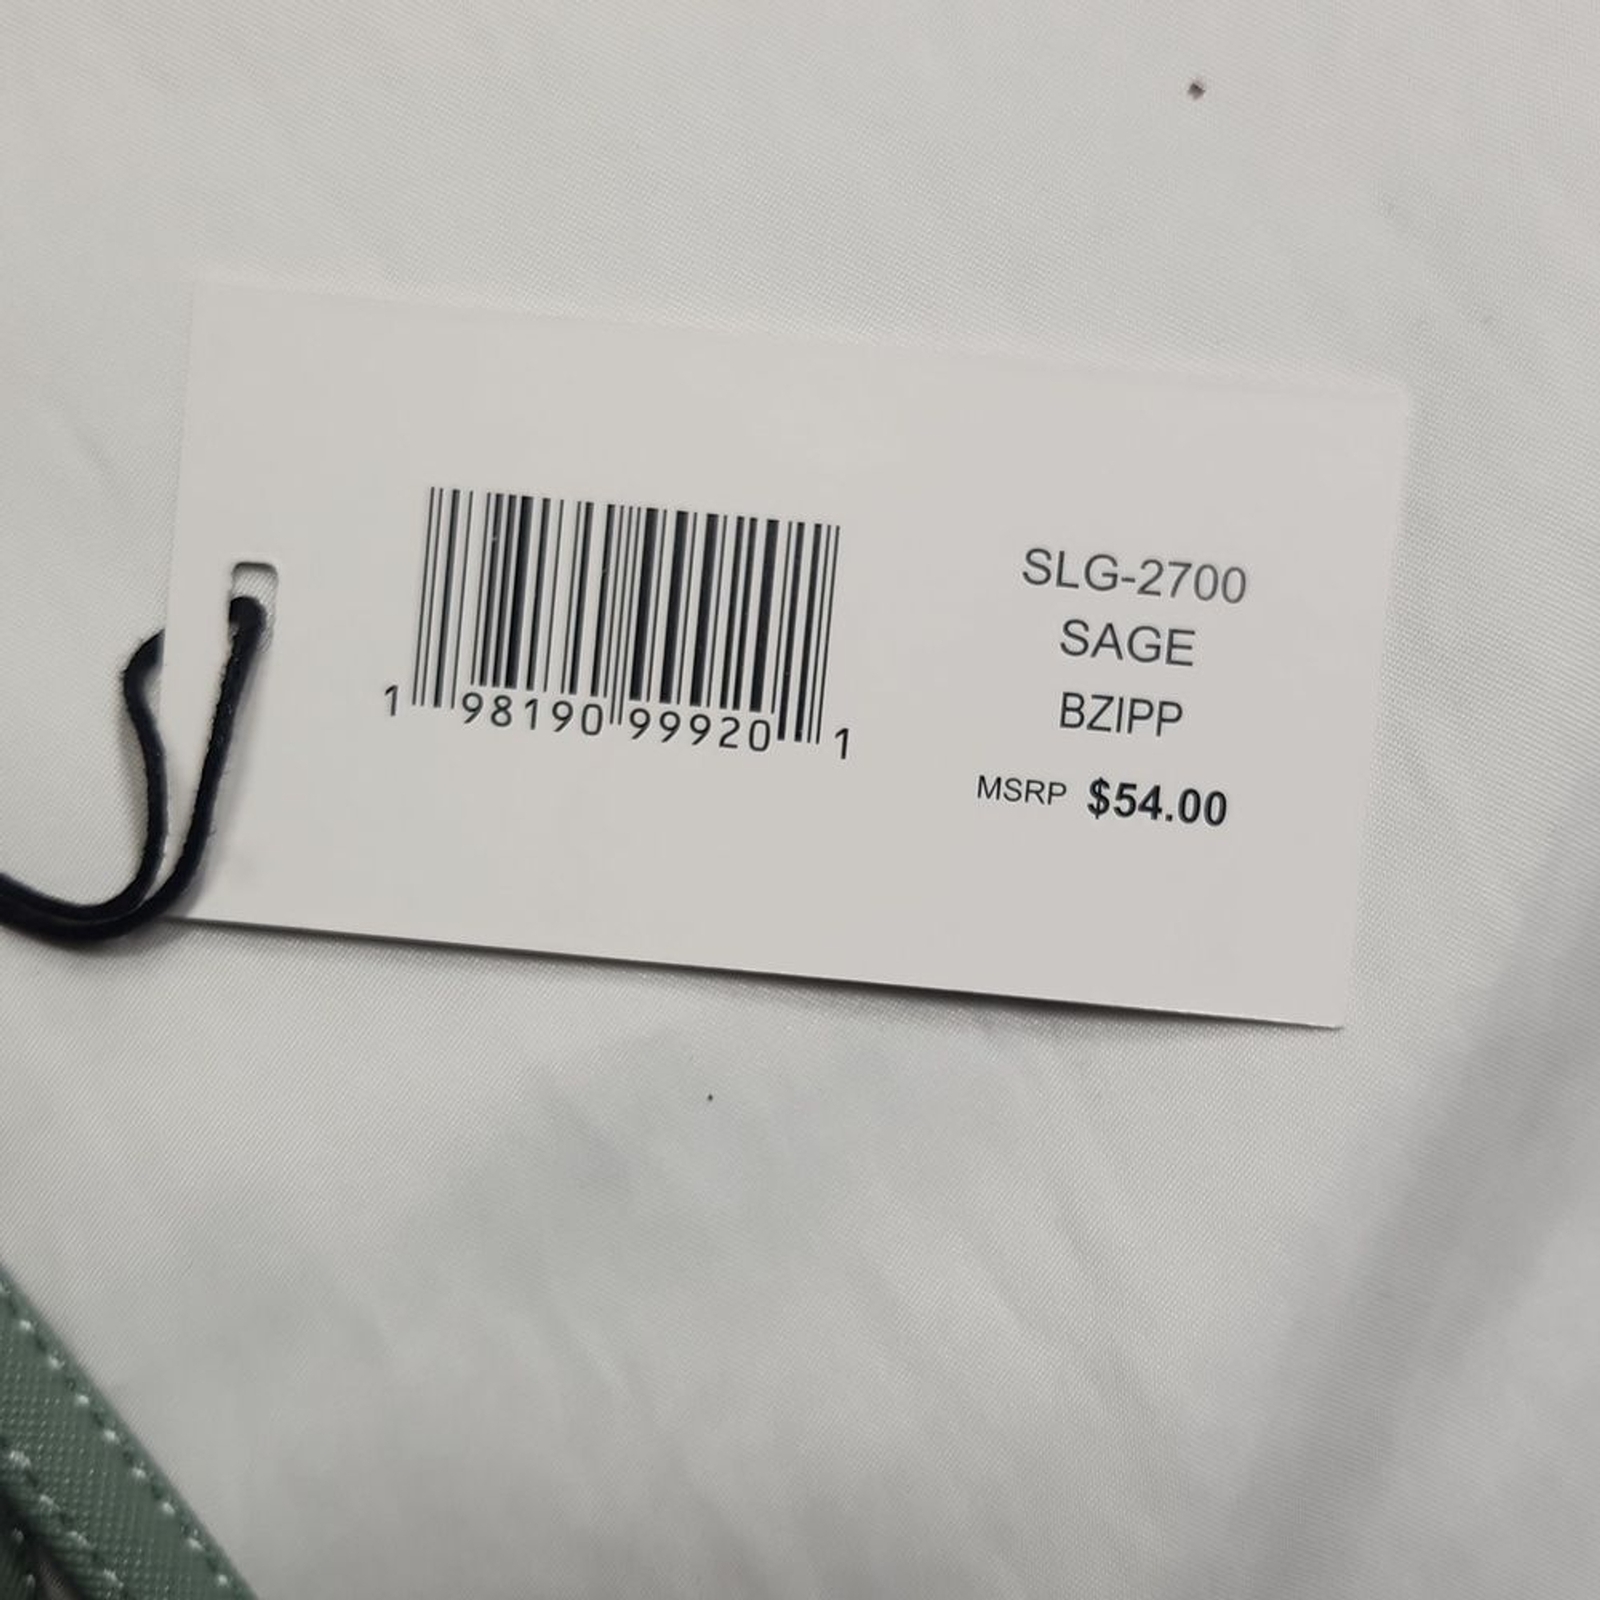 1 98190 99920 1
SLG-2700
SAGE
BZIPP
MSRP $54.00